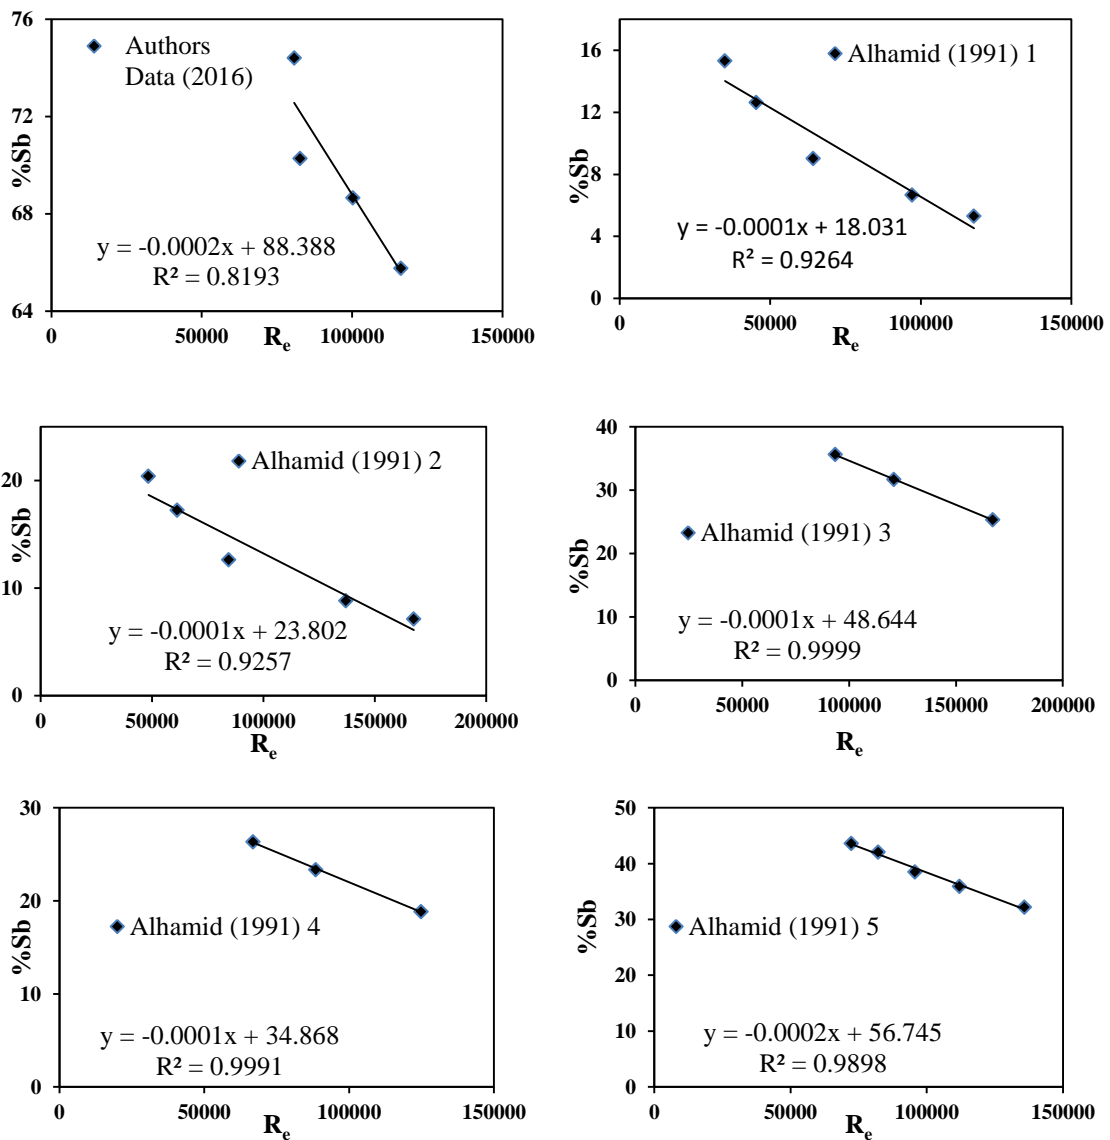 76
72
68
64
%Sb
Authors
Data (2016)
y = -0.0002x + 88.388
R² = 0.8193
0 50000 100000 150000
Re
16
12
8
4
0
%Sb
Alhamid (1991) 1
y = -0.0001x + 18.031
R² = 0.9264
0 50000 100000 150000
Re
20
10
0
%Sb
Alhamid (1991) 2
y = -0.0001x + 23.802
R² = 0.9257
0 50000 100000 150000 200000
Re
40
30
20
10
0
%Sb
Alhamid (1991) 3
y = -0.0001x + 48.644
R² = 0.9999
0 50000 100000 150000 200000
Re
30
20
10
0
%Sb
Alhamid (1991) 4
y = -0.0001x + 34.868
R² = 0.9991
0 50000 100000 150000
Re
50
40
30
20
10
0
%Sb
Alhamid (1991) 5
y = -0.0002x + 56.745
R² = 0.9898
0 50000 100000 150000
Re